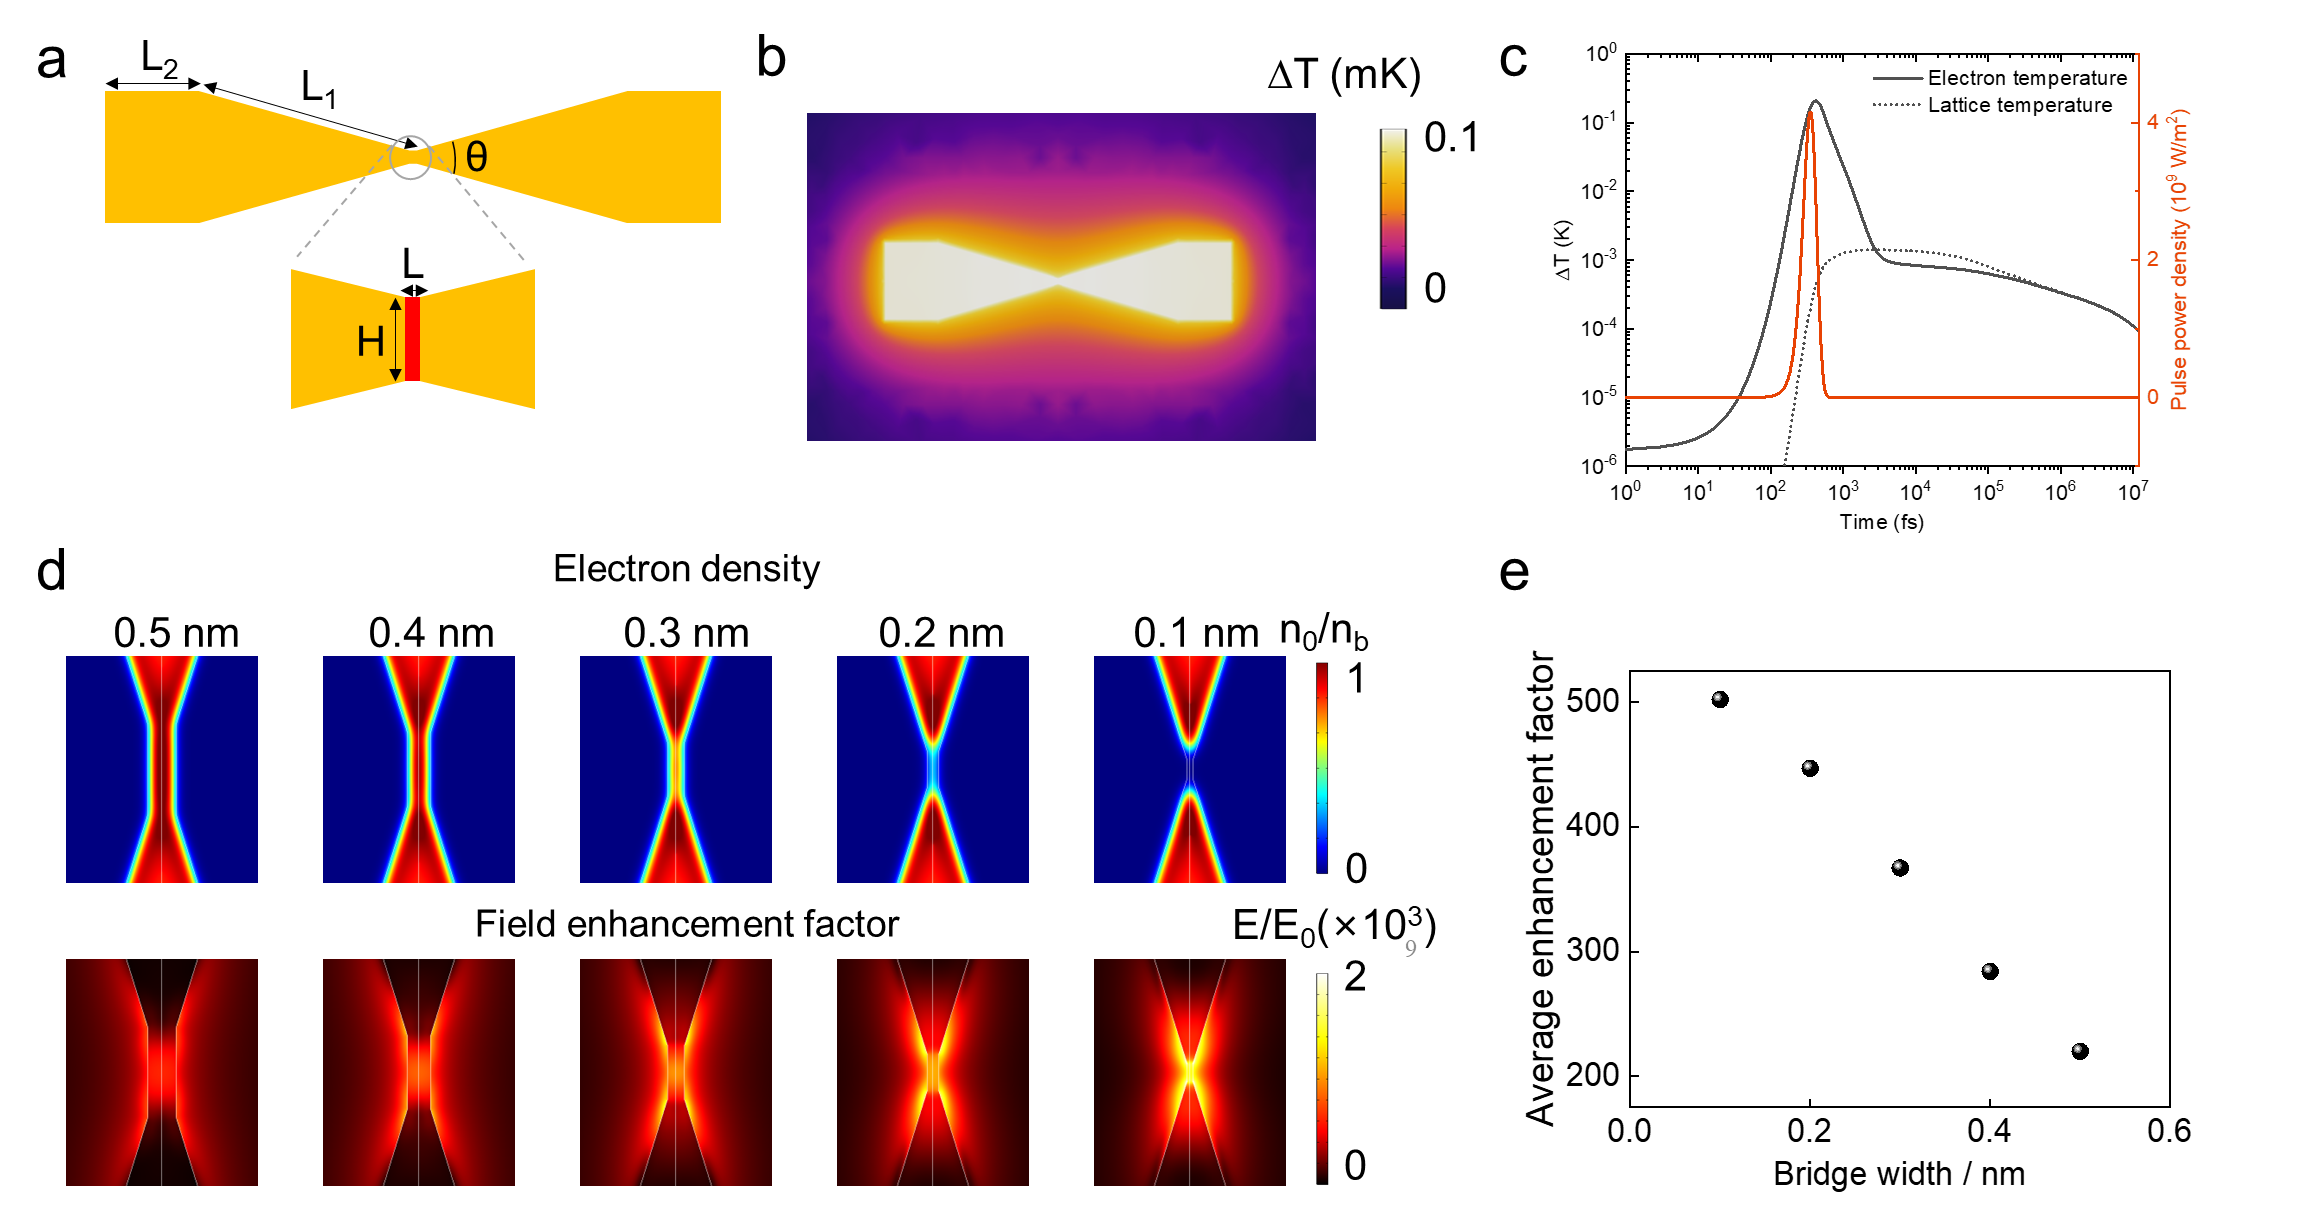 a
L2
L1
θ
L
H
b
ΔT (mK)
0.1
0
c
10^0
10^-1
10^-2
10^-3
10^-4
10^-5
10^-6
ΔT (K)
Electron temperature
Lattice temperature
4
2
0
Pulse power density (10^9 W/m^2)
10^0 10^1 10^2 10^3 10^4 10^5 10^6 10^7
Time (fs)
d
Electron density
0.5 nm 0.4 nm 0.3 nm 0.2 nm 0.1 nm
n0/nb
1
0
Field enhancement factor
E/E0(×10^3)
9
2
0
e
Average enhancement factor
500
400
300
200
0.0 0.2 0.4 0.6
Bridge width / nm